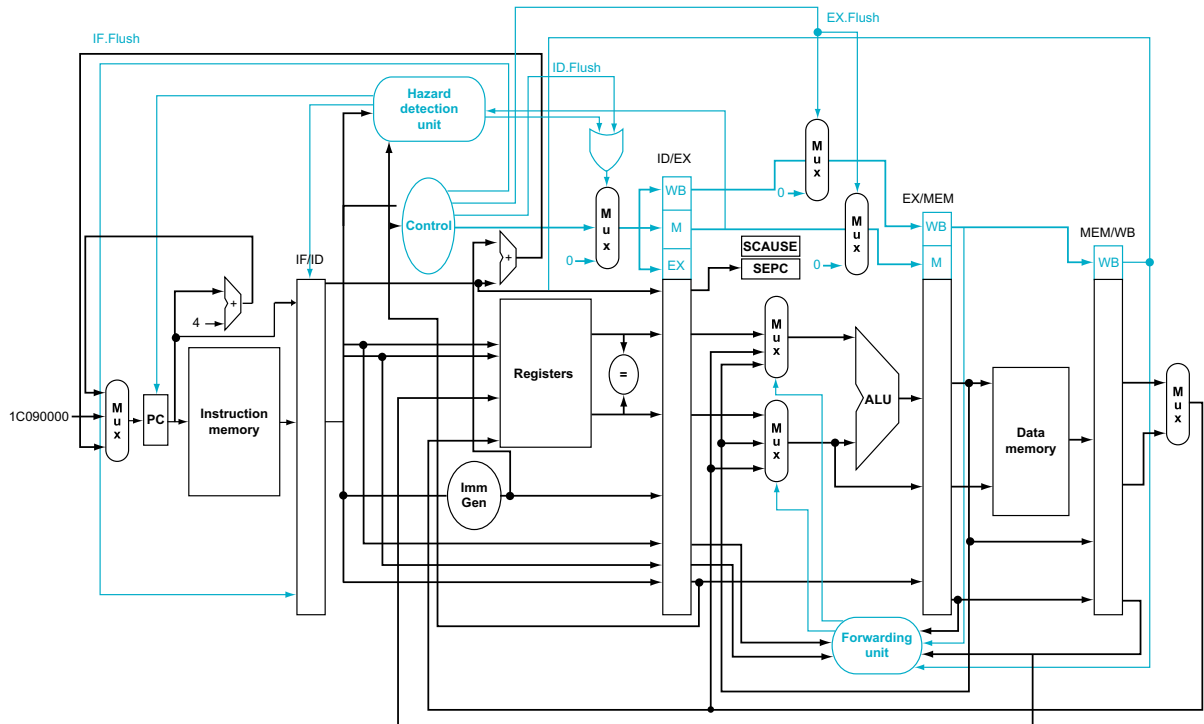 IF.Flush
EX.Flush
ID.Flush
Hazard
detection
unit
M
u
x
ID/EX
0
WB
Control
M
u
x
M
EX
0
M
u
x
0
EX/MEM
WB
M
MEM/WB
WB
SCAUSE
SEPC
+
IF/ID
+
4
M
u
x
Registers
=
ALU
1C090000
M
u
x
PC
Instruction
memory
M
u
x
Data
memory
M
u
x
Imm
Gen
Forwarding
unit